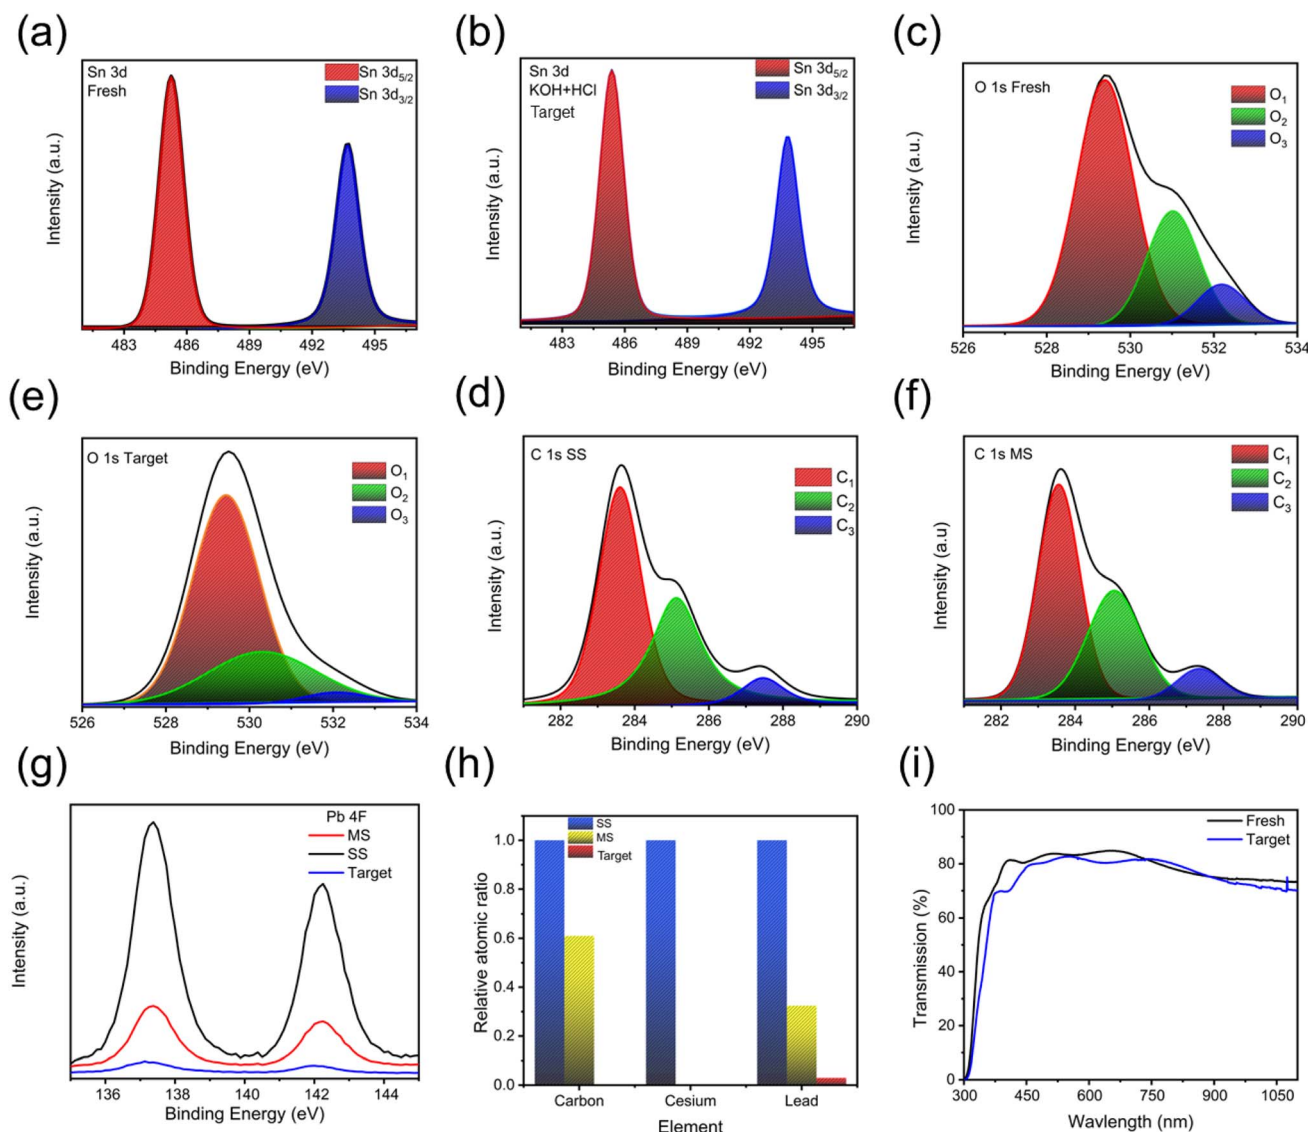 (a)
Sn 3d
Fresh
Sn 3d5/2
Sn 3d3/2
Intensity (a.u.)
483 486 489 492 495
Binding Energy (eV)
(b)
Sn 3d
KOH+HCl
Target
Sn 3d5/2
Sn 3d3/2
Intensity (a.u.)
483 486 489 492 495
Binding Energy (eV)
(c)
O 1s Fresh
O1
O2
O3
Intensity (a.u.)
526 528 530 532 534
Binding Energy (eV)
(e)
O 1s Target
O1
O2
O3
Intensity (a.u.)
526 528 530 532 534
Binding Energy (eV)
(d)
C 1s SS
C1
C2
C3
Intensity (a.u.)
282 284 286 288 290
Binding Energy (eV)
(f)
C 1s MS
C1
C2
C3
Intensity (a.u)
282 284 286 288 290
Binding Energy (eV)
(g)
Pb 4F
MS
SS
Target
Intensity (a.u.)
136 138 140 142 144
Binding Energy (eV)
(h)
SS
MS
Target
Relative atomic ratio
1.0
0.8
0.6
0.4
0.2
0.0
Carbon Cesium Lead
Element
(i)
Fresh
Target
Transmission (%)
100
80
60
40
20
0
300 450 600 750 900 1050
Wavlength (nm)